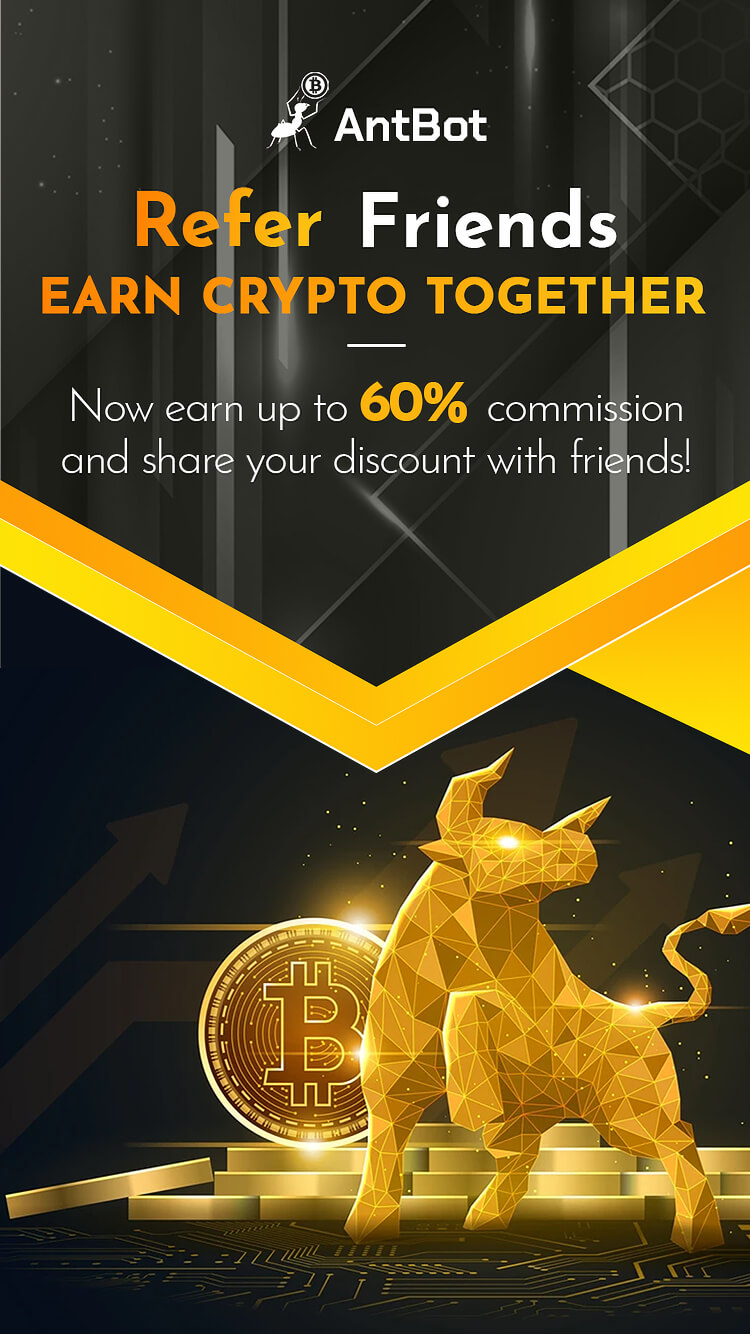 AntBot
Refer Friends
EARN CRYPTO TOGETHER
Now earn up to 60% commission
and share your discount with friends!